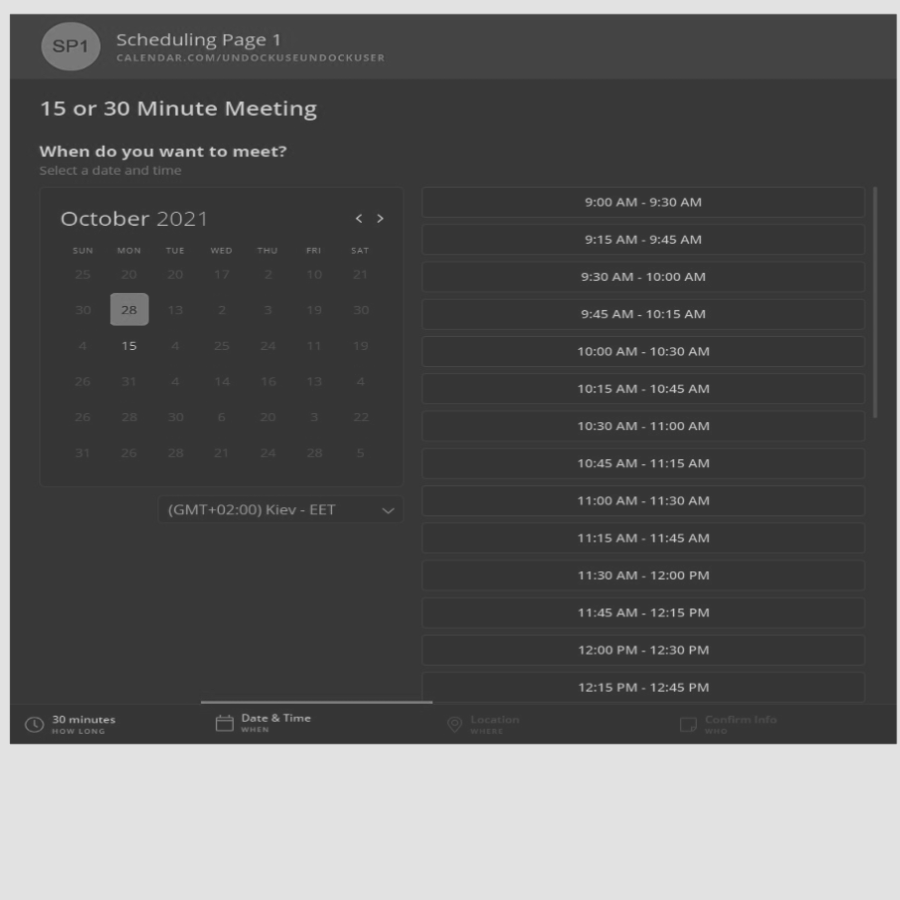 SP1
Scheduling Page 1
CALENDAR.COM/UNDOCKUSEUNDOCKUSER
15 or 30 Minute Meeting
When do you want to meet?
Select a date and time
October 2021
< >
SUN MON TUE WED THU FRI SAT
25 20 20 17 2 10 21
30 28 13 2 3 19 30
4 15 4 25 24 11 19
26 31 4 14 16 13 4
26 28 30 6 20 3 22
31 26 28 21 24 28 5
(GMT+02:00) Kiev - EET
9:00 AM - 9:30 AM
9:15 AM - 9:45 AM
9:30 AM - 10:00 AM
9:45 AM - 10:15 AM
10:00 AM - 10:30 AM
10:15 AM - 10:45 AM
10:30 AM - 11:00 AM
10:45 AM - 11:15 AM
11:00 AM - 11:30 AM
11:15 AM - 11:45 AM
11:30 AM - 12:00 PM
11:45 AM - 12:15 PM
12:00 PM - 12:30 PM
12:15 PM - 12:45 PM
30 minutes
HOW LONG
Date & Time
WHEN
Location
WHERE
Confirm Info
WHO